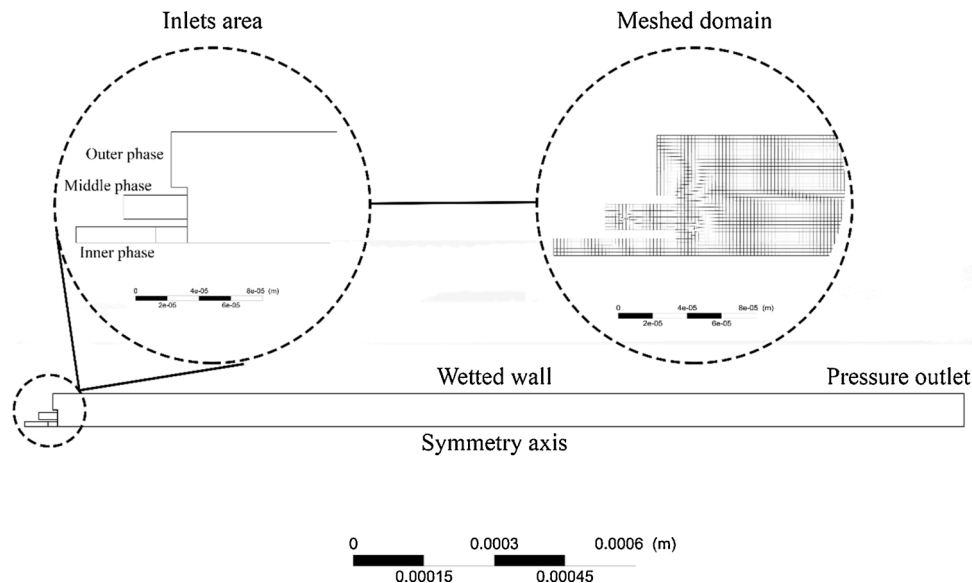 Inlets area
Meshed domain
Outer phase
Middle phase
Inner phase
0 4e-05 8e-05 (m)
2e-05 6e-05
0 4e-05 8e-05 (m)
2e-05 6e-05
Wetted wall
Pressure outlet
Symmetry axis
0 0.0003 0.0006 (m)
0.00015 0.00045